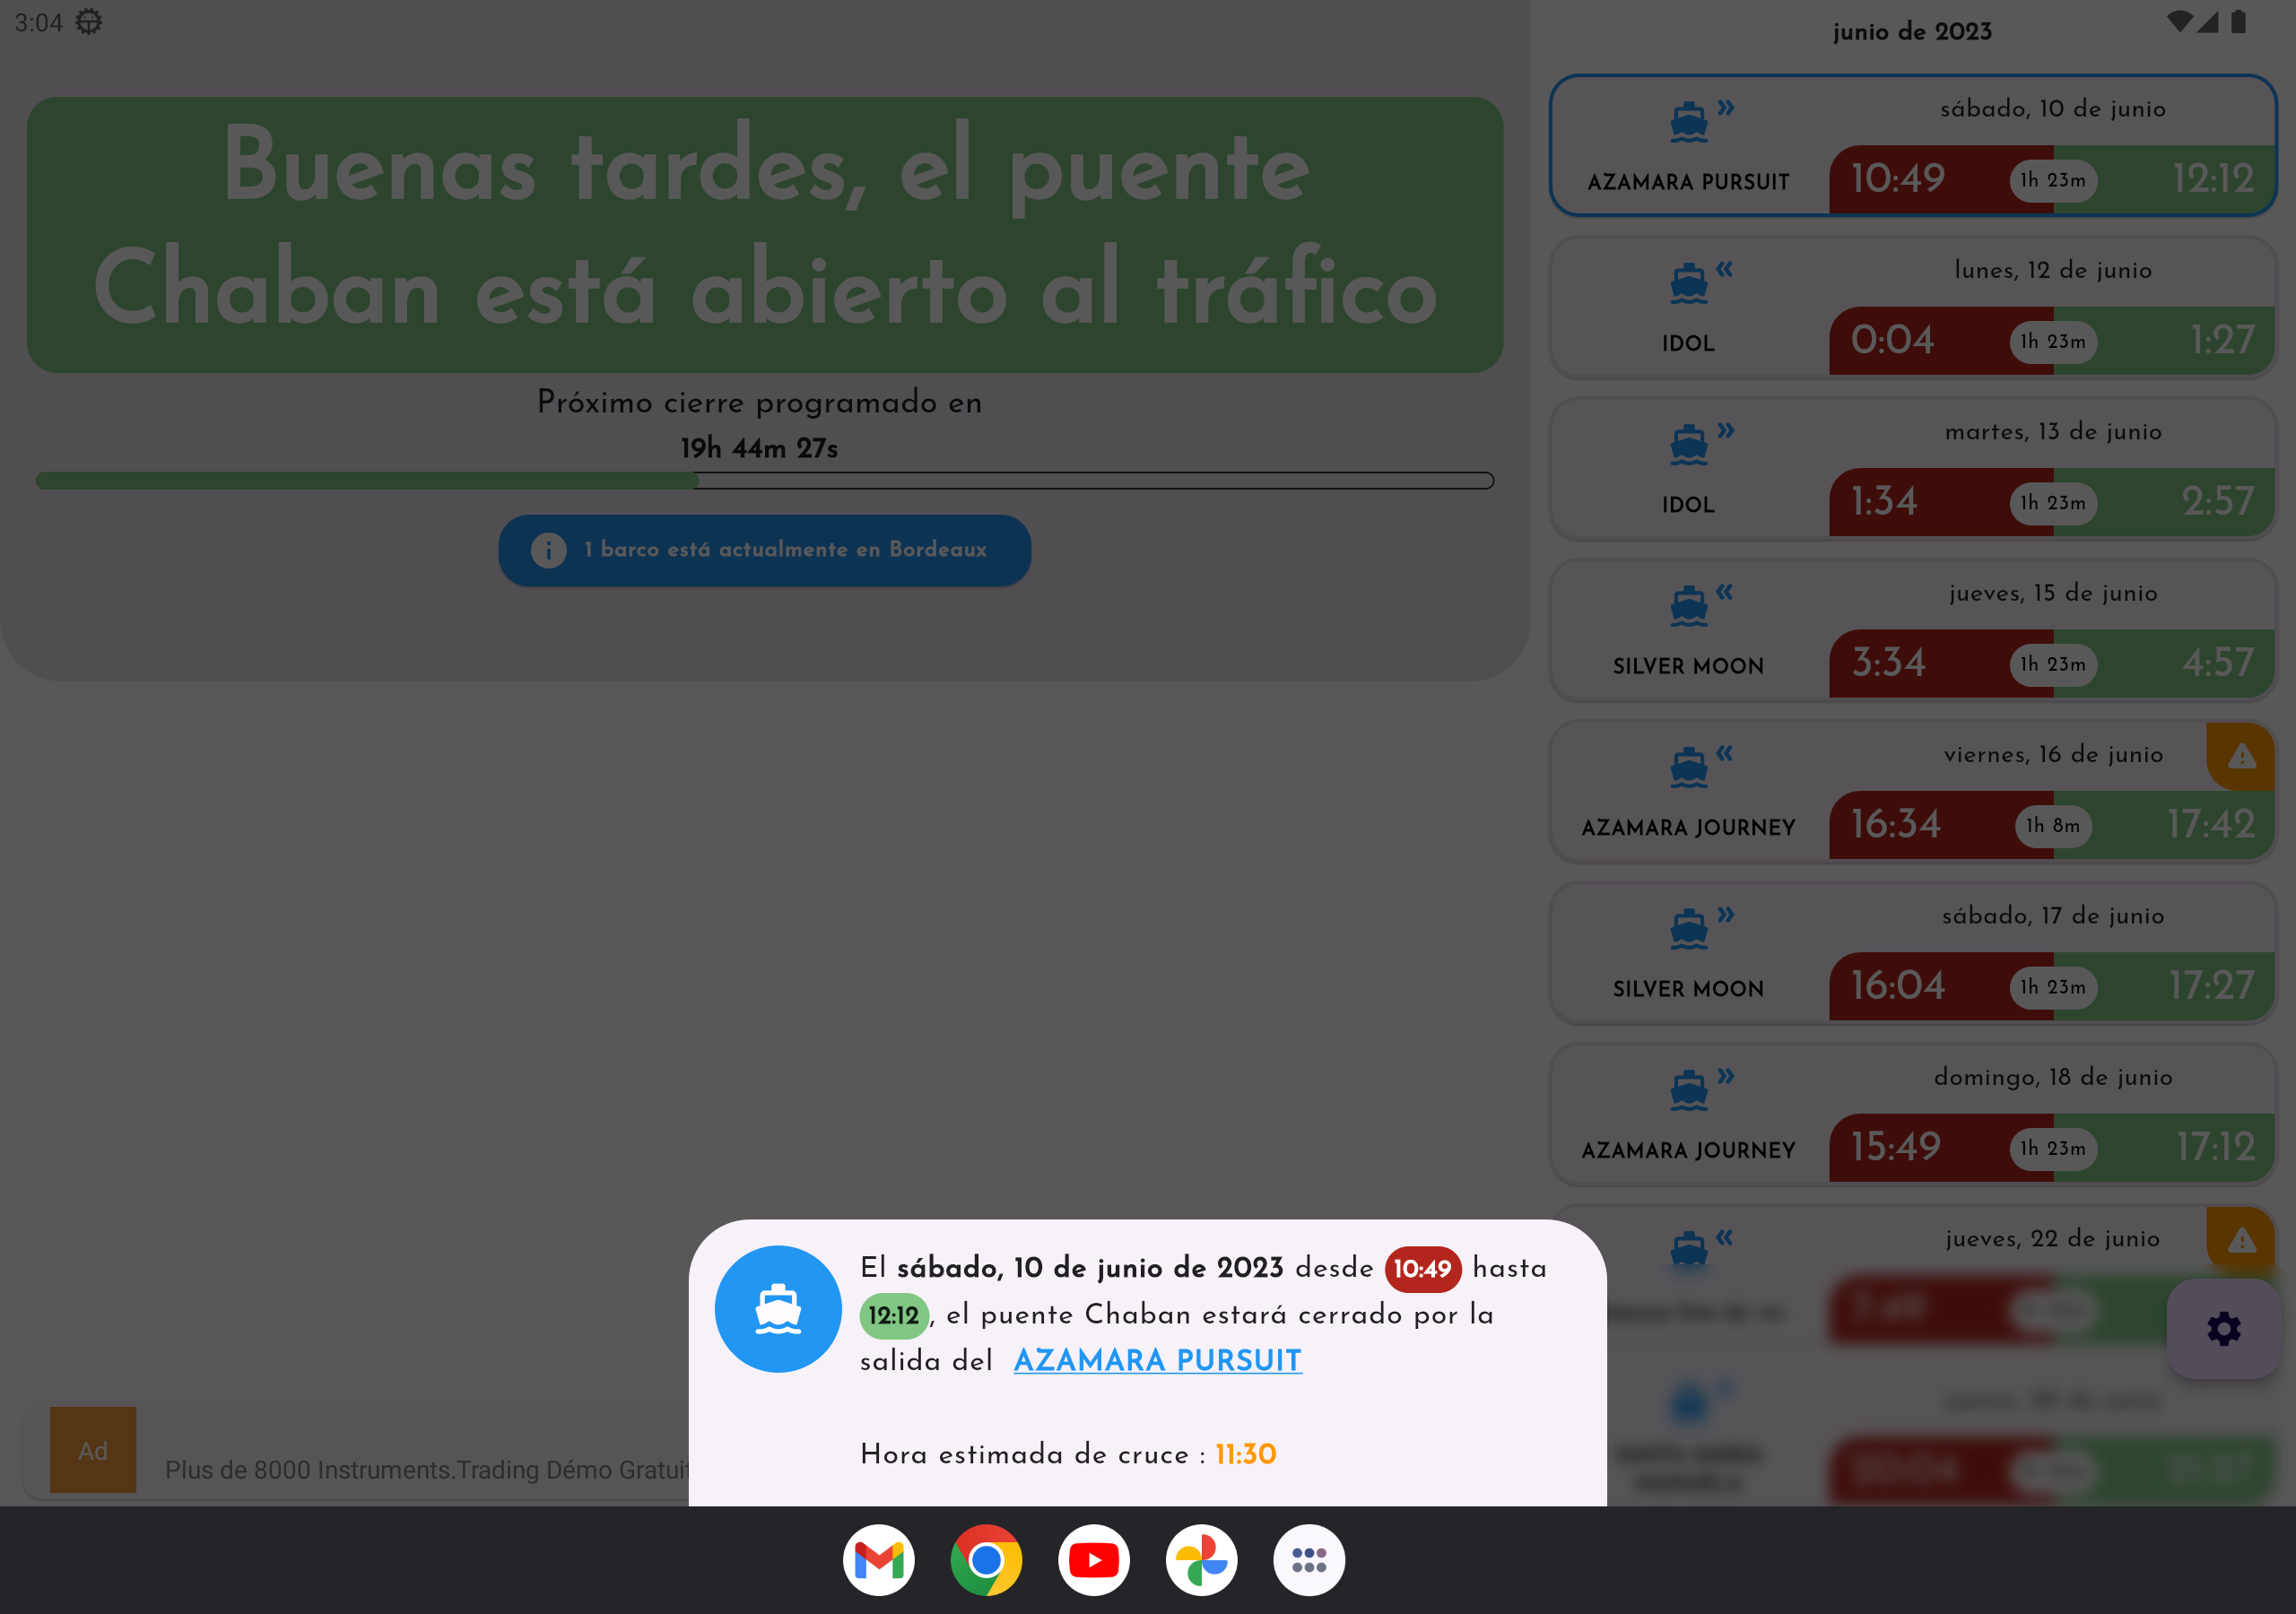 3:04
Buenas tardes, el puente
Chaban está abierto al tráfico
Próximo cierre programado en
19h 44m 27s
1 barco está actualmente en Bordeaux
junio de 2023
sábado, 10 de junio
AZAMARA PURSUIT
10:49
1h 23m
12:12
lunes, 12 de junio
IDOL
0:04
1h 23m
1:27
martes, 13 de junio
IDOL
1:34
1h 23m
2:57
jueves, 15 de junio
SILVER MOON
3:34
1h 23m
4:57
viernes, 16 de junio
AZAMARA JOURNEY
16:34
1h 8m
17:42
sábado, 17 de junio
SILVER MOON
16:04
1h 23m
17:27
domingo, 18 de junio
AZAMARA JOURNEY
15:49
1h 23m
17:12
jueves, 22 de junio
El sábado, 10 de junio de 2023 desde 10:49 hasta
12:12, el puente Chaban estará cerrado por la
salida del AZAMARA PURSUIT
Hora estimada de cruce : 11:30
Ad
Plus de 8000 Instruments.Trading Démo Gratuit